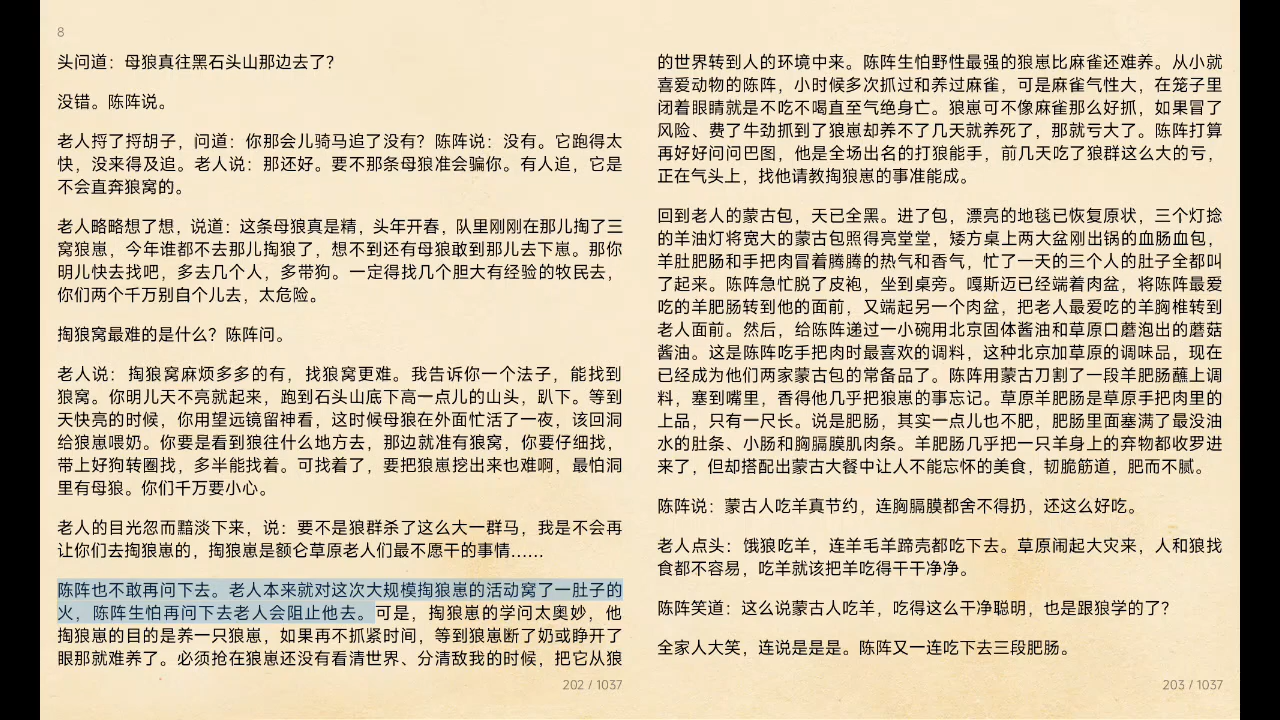 8
头问道：母狼真往黑石头山那边去了？
没错。陈阵说。
老人捋了捋胡子，问道：你那会儿骑马追了没有？陈阵说：没有。它跑得太
快，没来得及追。老人说：那还好。要不那条母狼准会骗你。有人追，它是
不会直奔狼窝的。
老人略略想了想，说道：这条母狼真是精，头年开春，队里刚刚在那儿掏了三
窝狼崽，今年谁都不去那儿掏狼了，想不到还有母狼敢到那儿去下崽。那你
明儿快去找吧，多去几个人，多带狗。一定得找几个胆大有经验的牧民去，
你们两个千万别自个儿去，太危险。
掏狼窝最难的是什么？陈阵问。
老人说：掏狼窝麻烦多多的有，找狼窝更难。我告诉你一个法子，能找到
狼窝。你明儿天不亮就起来，跑到石头山底下高一点儿的山头，趴下。等到
天快亮的时候，你用望远镜留神看，这时候母狼在外面忙活了一夜，该回洞
给狼崽喂奶。你要是看到狼往什么地方去，那边就准有狼窝，你要仔细找，
带上好狗转圈找，多半能找着。可找着了，要把狼崽挖出来也难啊，最怕洞
里有母狼。你们千万要小心。
老人的目光忽而黯淡下来，说：要不是狼群杀了这么大一群马，我是不会再
让你们去掏狼崽的，掏狼崽是额仑草原老人们最不愿干的事情……
陈阵也不敢再问下去。老人本来就对这次大规模掏狼崽的活动窝了一肚子的
火，陈阵生怕再问下去老人会阻止他去。可是，掏狼崽的学问太奥妙，他
掏狼崽的目的是养一只狼崽，如果再不抓紧时间，等到狼崽断了奶或睁开了
眼那就难养了。必须抢在狼崽还没有看清世界、分清敌我的时候，把它从狼
202 / 1037
的世界转到人的环境中来。陈阵生怕野性最强的狼崽比麻雀还难养。从小就
喜爱动物的陈阵，小时候多次抓过和养过麻雀，可是麻雀气性大，在笼子里
闭着眼睛就是不吃不喝直至气绝身亡。狼崽可不像麻雀那么好抓，如果冒了
风险、费了牛劲抓到了狼崽却养不了几天就养死了，那就亏大了。陈阵打算
再好好问问巴图，他是全场出名的打狼能手，前几天吃了狼群这么大的亏，
正在气头上，找他请教掏狼崽的事准能成。
回到老人的蒙古包，天已全黑。进了包，漂亮的地毯已恢复原状，三个灯捻
的羊油灯将宽大的蒙古包照得亮堂堂，矮方桌上两大盆刚出锅的血肠血包，
羊肚肥肠和手把肉冒着腾腾的热气和香气，忙了一天的三个人的肚子全都叫
了起来。陈阵急忙脱了皮袍，坐到桌旁。嘎斯迈已经端着肉盆，将陈阵最爱
吃的羊肥肠转到他的面前，又端起另一个肉盆，把老人最爱吃的羊胸椎转到
老人面前。然后，给陈阵递过一小碗用北京固体酱油和草原口蘑泡出的蘑菇
酱油。这是陈阵吃手把肉时最喜欢的调料，这种北京加草原的调味品，现在
已经成为他们两家蒙古包的常备品了。陈阵用蒙古刀割了一段羊肥肠蘸上调
料，塞到嘴里，香得他几乎把狼崽的事忘记。草原羊肥肠是草原手把肉里的
上品，只有一尺长。说是肥肠，其实一点儿也不肥，肥肠里面塞满了最没油
水的肚条、小肠和胸膈膜肌肉条。羊肥肠几乎把一只羊身上的弃物都收罗进
来了，但却搭配出蒙古大餐中让人不能忘怀的美食，韧脆筋道，肥而不腻。
陈阵说：蒙古人吃羊真节约，连胸膈膜都舍不得扔，还这么好吃。
老人点头：饿狼吃羊，连羊毛羊蹄壳都吃下去。草原闹起大灾来，人和狼找
食都不容易，吃羊就该把羊吃得干干净净。
陈阵笑道：这么说蒙古人吃羊，吃得这么干净聪明，也是跟狼学的了？
全家人大笑，连说是是是。陈阵又一连吃下去三段肥肠。
203 / 1037